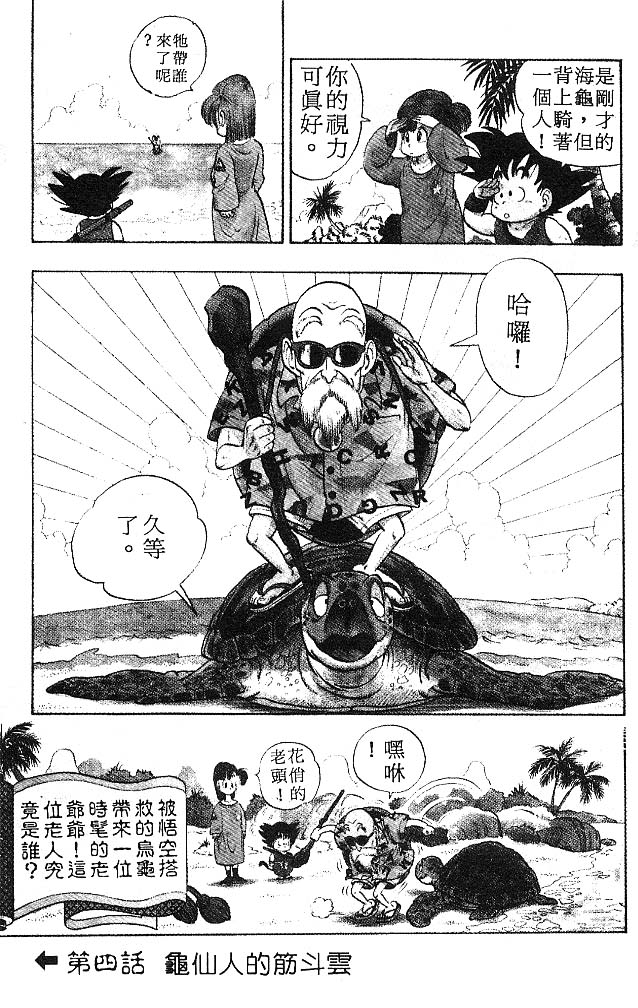 是剛才的
海龜，但
背上騎著
一個人！
你的視力
可真好。
牠帶誰
來了呢
？
哈囉！
久等
了。
嘿咻
！
花俏的
老頭！
被悟空搭
救的烏龜
帶來一位
時髦的老
爺爺！這
位老人究
竟是誰？
第四話 龜仙人的筋斗雲